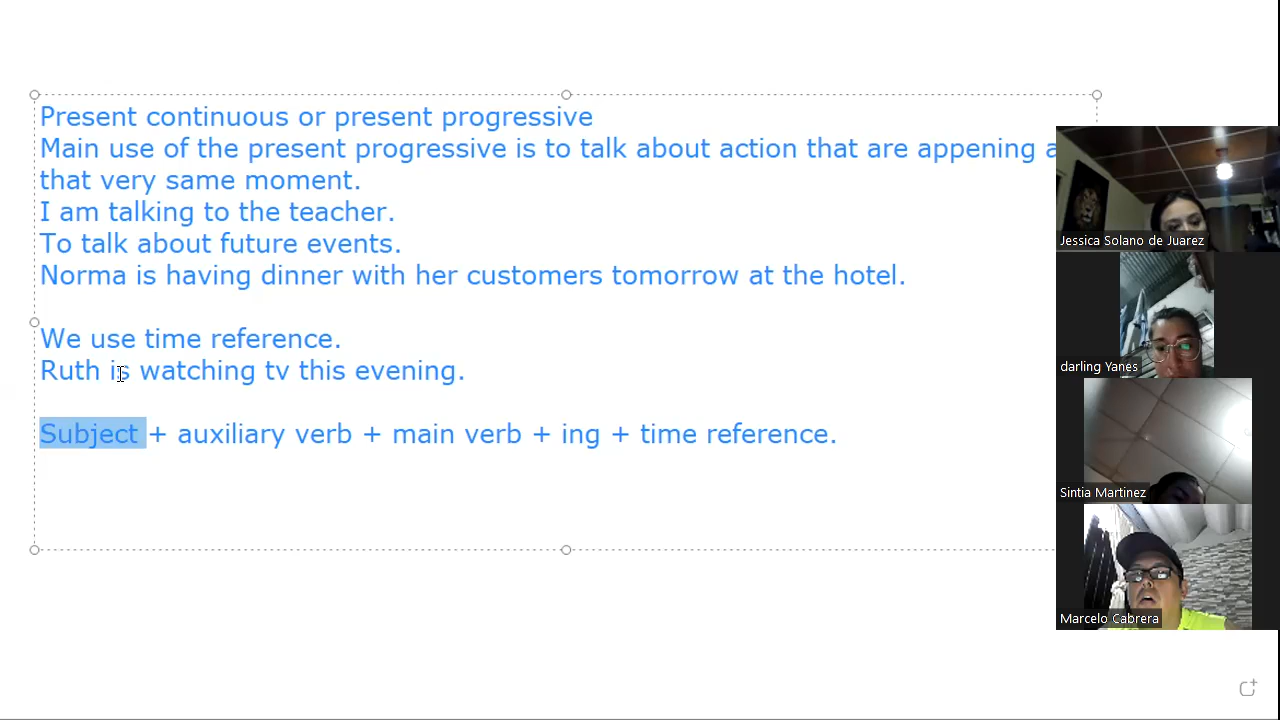 Present continuous or present progressive
Main use of the present progressive is to talk about action that are appening
that very same moment.
I am talking to the teacher.
To talk about future events.
Norma is having dinner with her customers tomorrow at the hotel.
We use time reference.
Ruth is watching tv this evening.
Subject + auxiliary verb + main verb + ing + time reference.
Jessica Solano de Juarez
darling Yanes
Sintia Martinez
Marcelo Cabrera